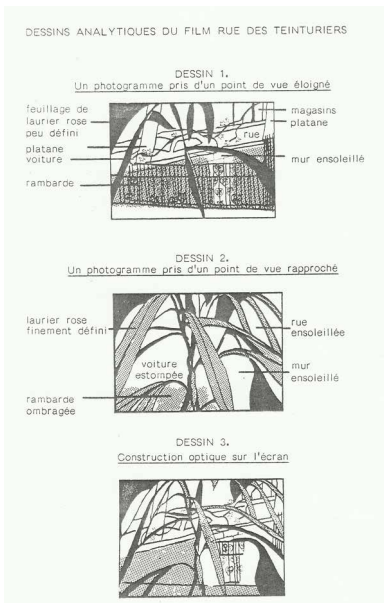 DESSINS ANALYTIQUES DU FILM RUE DES TEINTURIERS
DESSIN 1.
Un photogramme pris d'un point de vue éloigné
feuillage de
laurier rose
peu défini
platane
voiture
rambarde
rue
magasins
platane
mur ensoleillé
DESSIN 2.
Un photogramme pris d'un point de vue rapproché
laurier rose
finement défini
voiture
estompée
rambarde
ombragée
rue
ensoleillée
mur
ensoleillé
DESSIN 3.
Construction optique sur l'écran